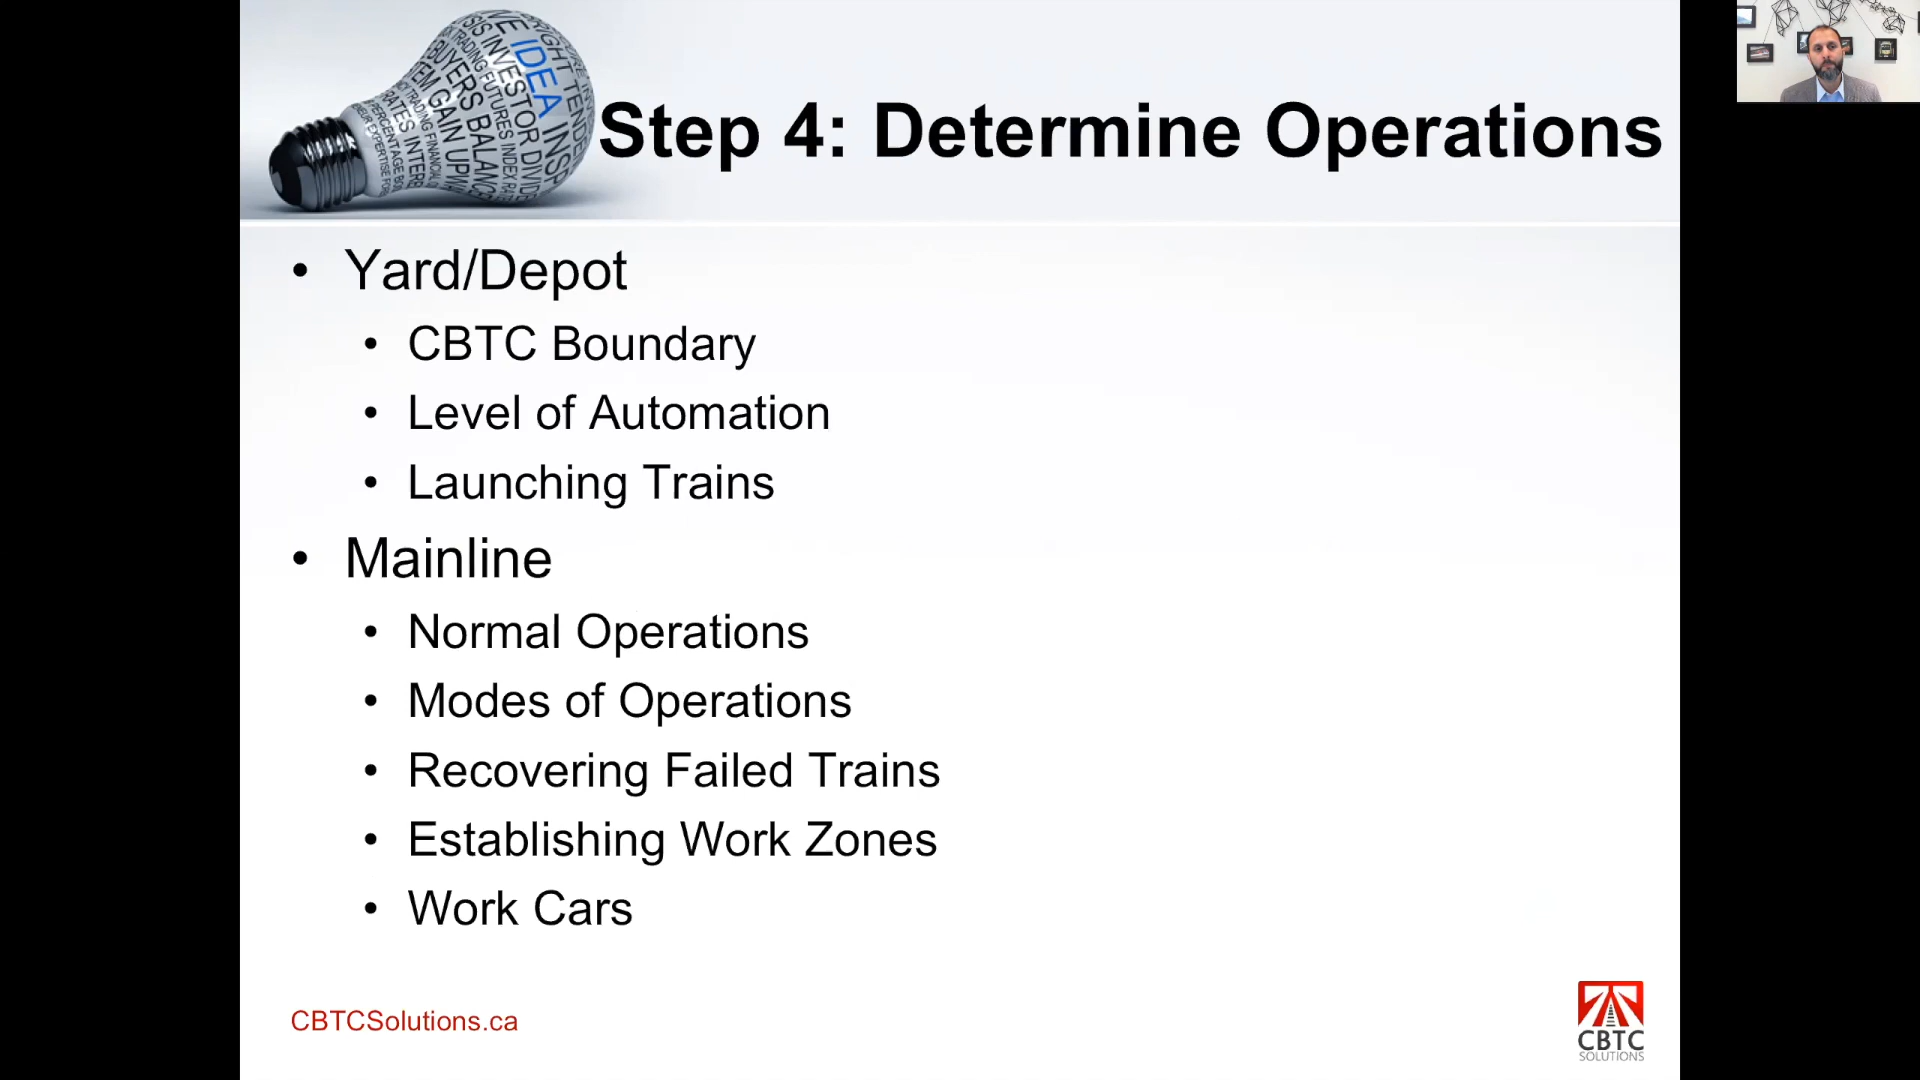 IDEA
Step 4: Determine Operations
• Yard/Depot
• CBTC Boundary
• Level of Automation
• Launching Trains
• Mainline
• Normal Operations
• Modes of Operations
• Recovering Failed Trains
• Establishing Work Zones
• Work Cars
CBTCSolutions.ca
CBTC
SOLUTIONS